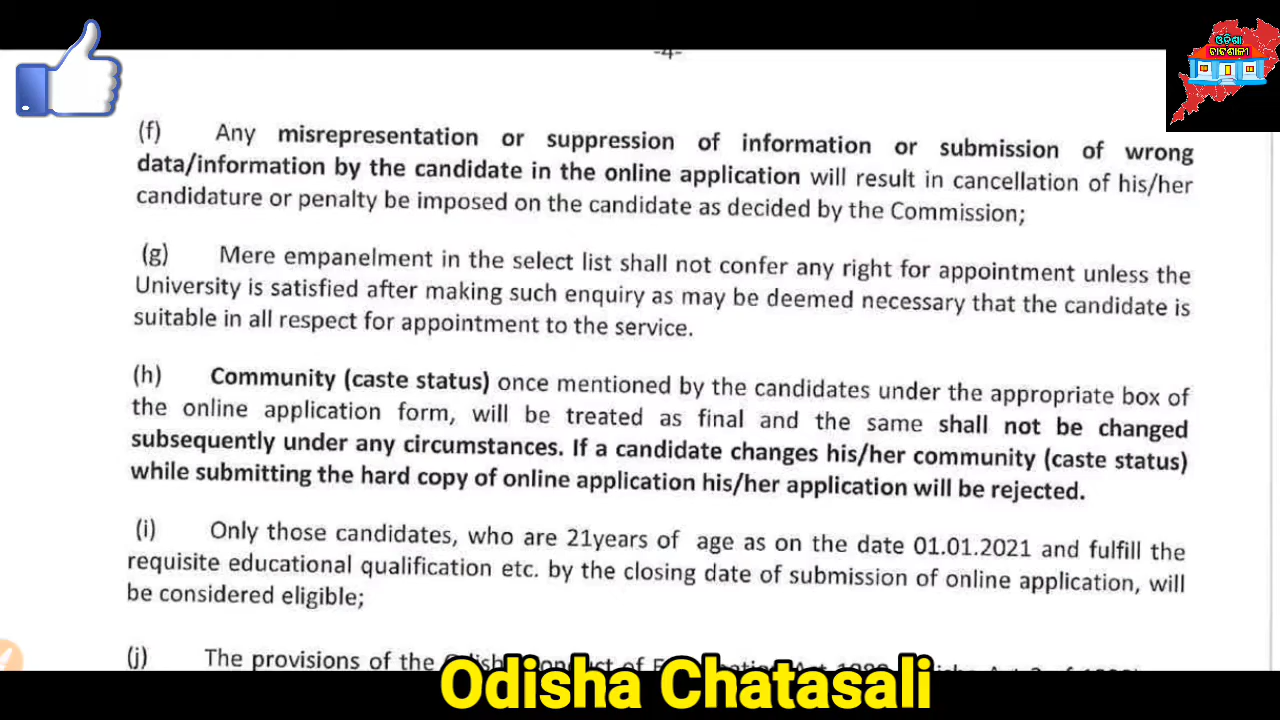 -4-
ଓଡ଼ିଶା
ଚାଟଶାଳୀ
(f) Any misrepresentation or suppression of information or submission of wrong
data/information by the candidate in the online application will result in cancellation of his/her
candidature or penalty be imposed on the candidate as decided by the Commission;
(g) Mere empanelment in the select list shall not confer any right for appointment unless the
University is satisfied after making such enquiry as may be deemed necessary that the candidate is
suitable in all respect for appointment to the service.
(h) Community (caste status) once mentioned by the candidates under the appropriate box of
the online application form, will be treated as final and the same shall not be changed
subsequently under any circumstances. If a candidate changes his/her community (caste status)
while submitting the hard copy of online application his/her application will be rejected.
(i) Only those candidates, who are 21years of age as on the date 01.01.2021 and fulfill the
requisite educational qualification etc. by the closing date of submission of online application, will
be considered eligible;
(j) The provisions of the
Odisha Chatasali